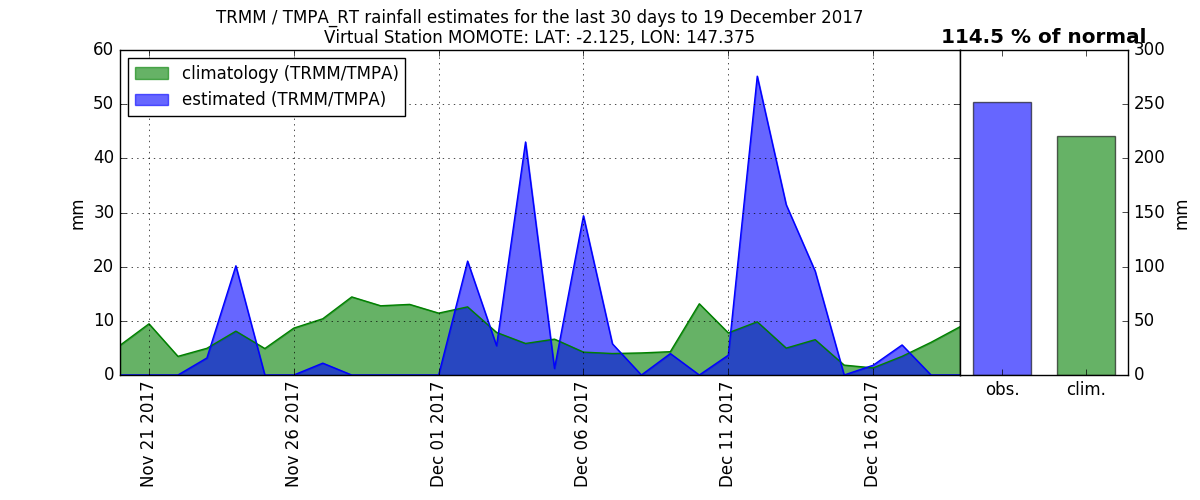 TRMM / TMPA_RT rainfall estimates for the last 30 days to 19 December 2017
Virtual Station MOMOTE: LAT: -2.125, LON: 147.375
114.5 % of normal
climatology (TRMM/TMPA)
estimated (TRMM/TMPA)
60
50
40
30
20
10
0
mm
Nov 21 2017
Nov 26 2017
Dec 01 2017
Dec 06 2017
Dec 11 2017
Dec 16 2017
obs.
clim.
300
250
200
150
100
50
0
mm